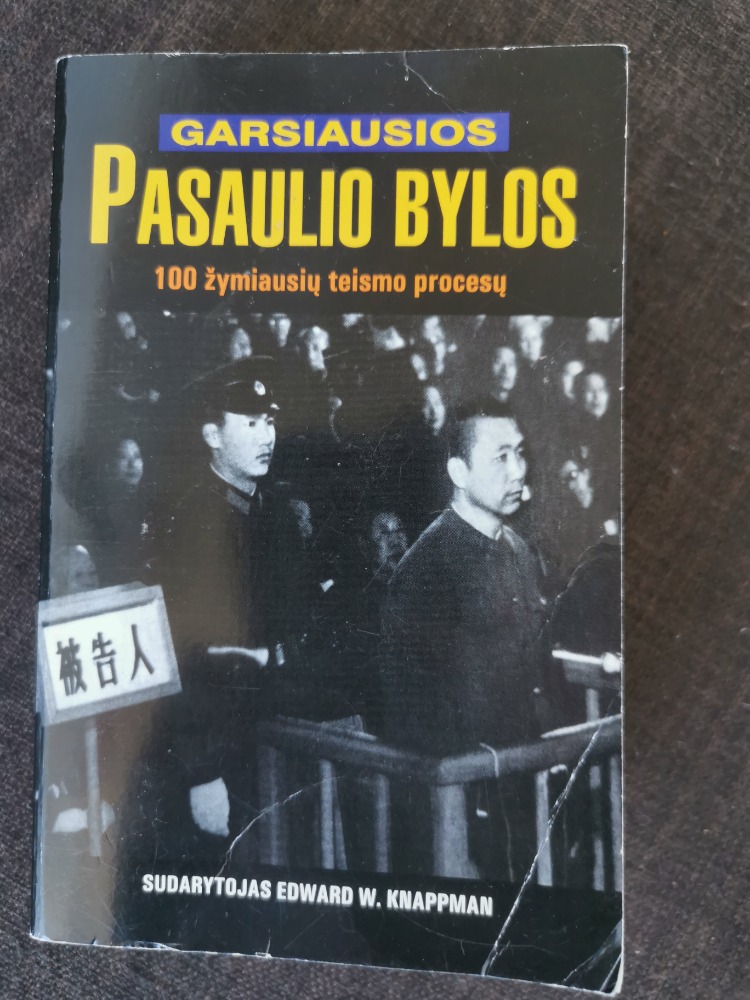 GARSIAUSIOS
PASAULIO BYLOS
100 žymiausių teismo procesų
被告人
SUDARYTOJAS EDWARD W. KNAPPMAN